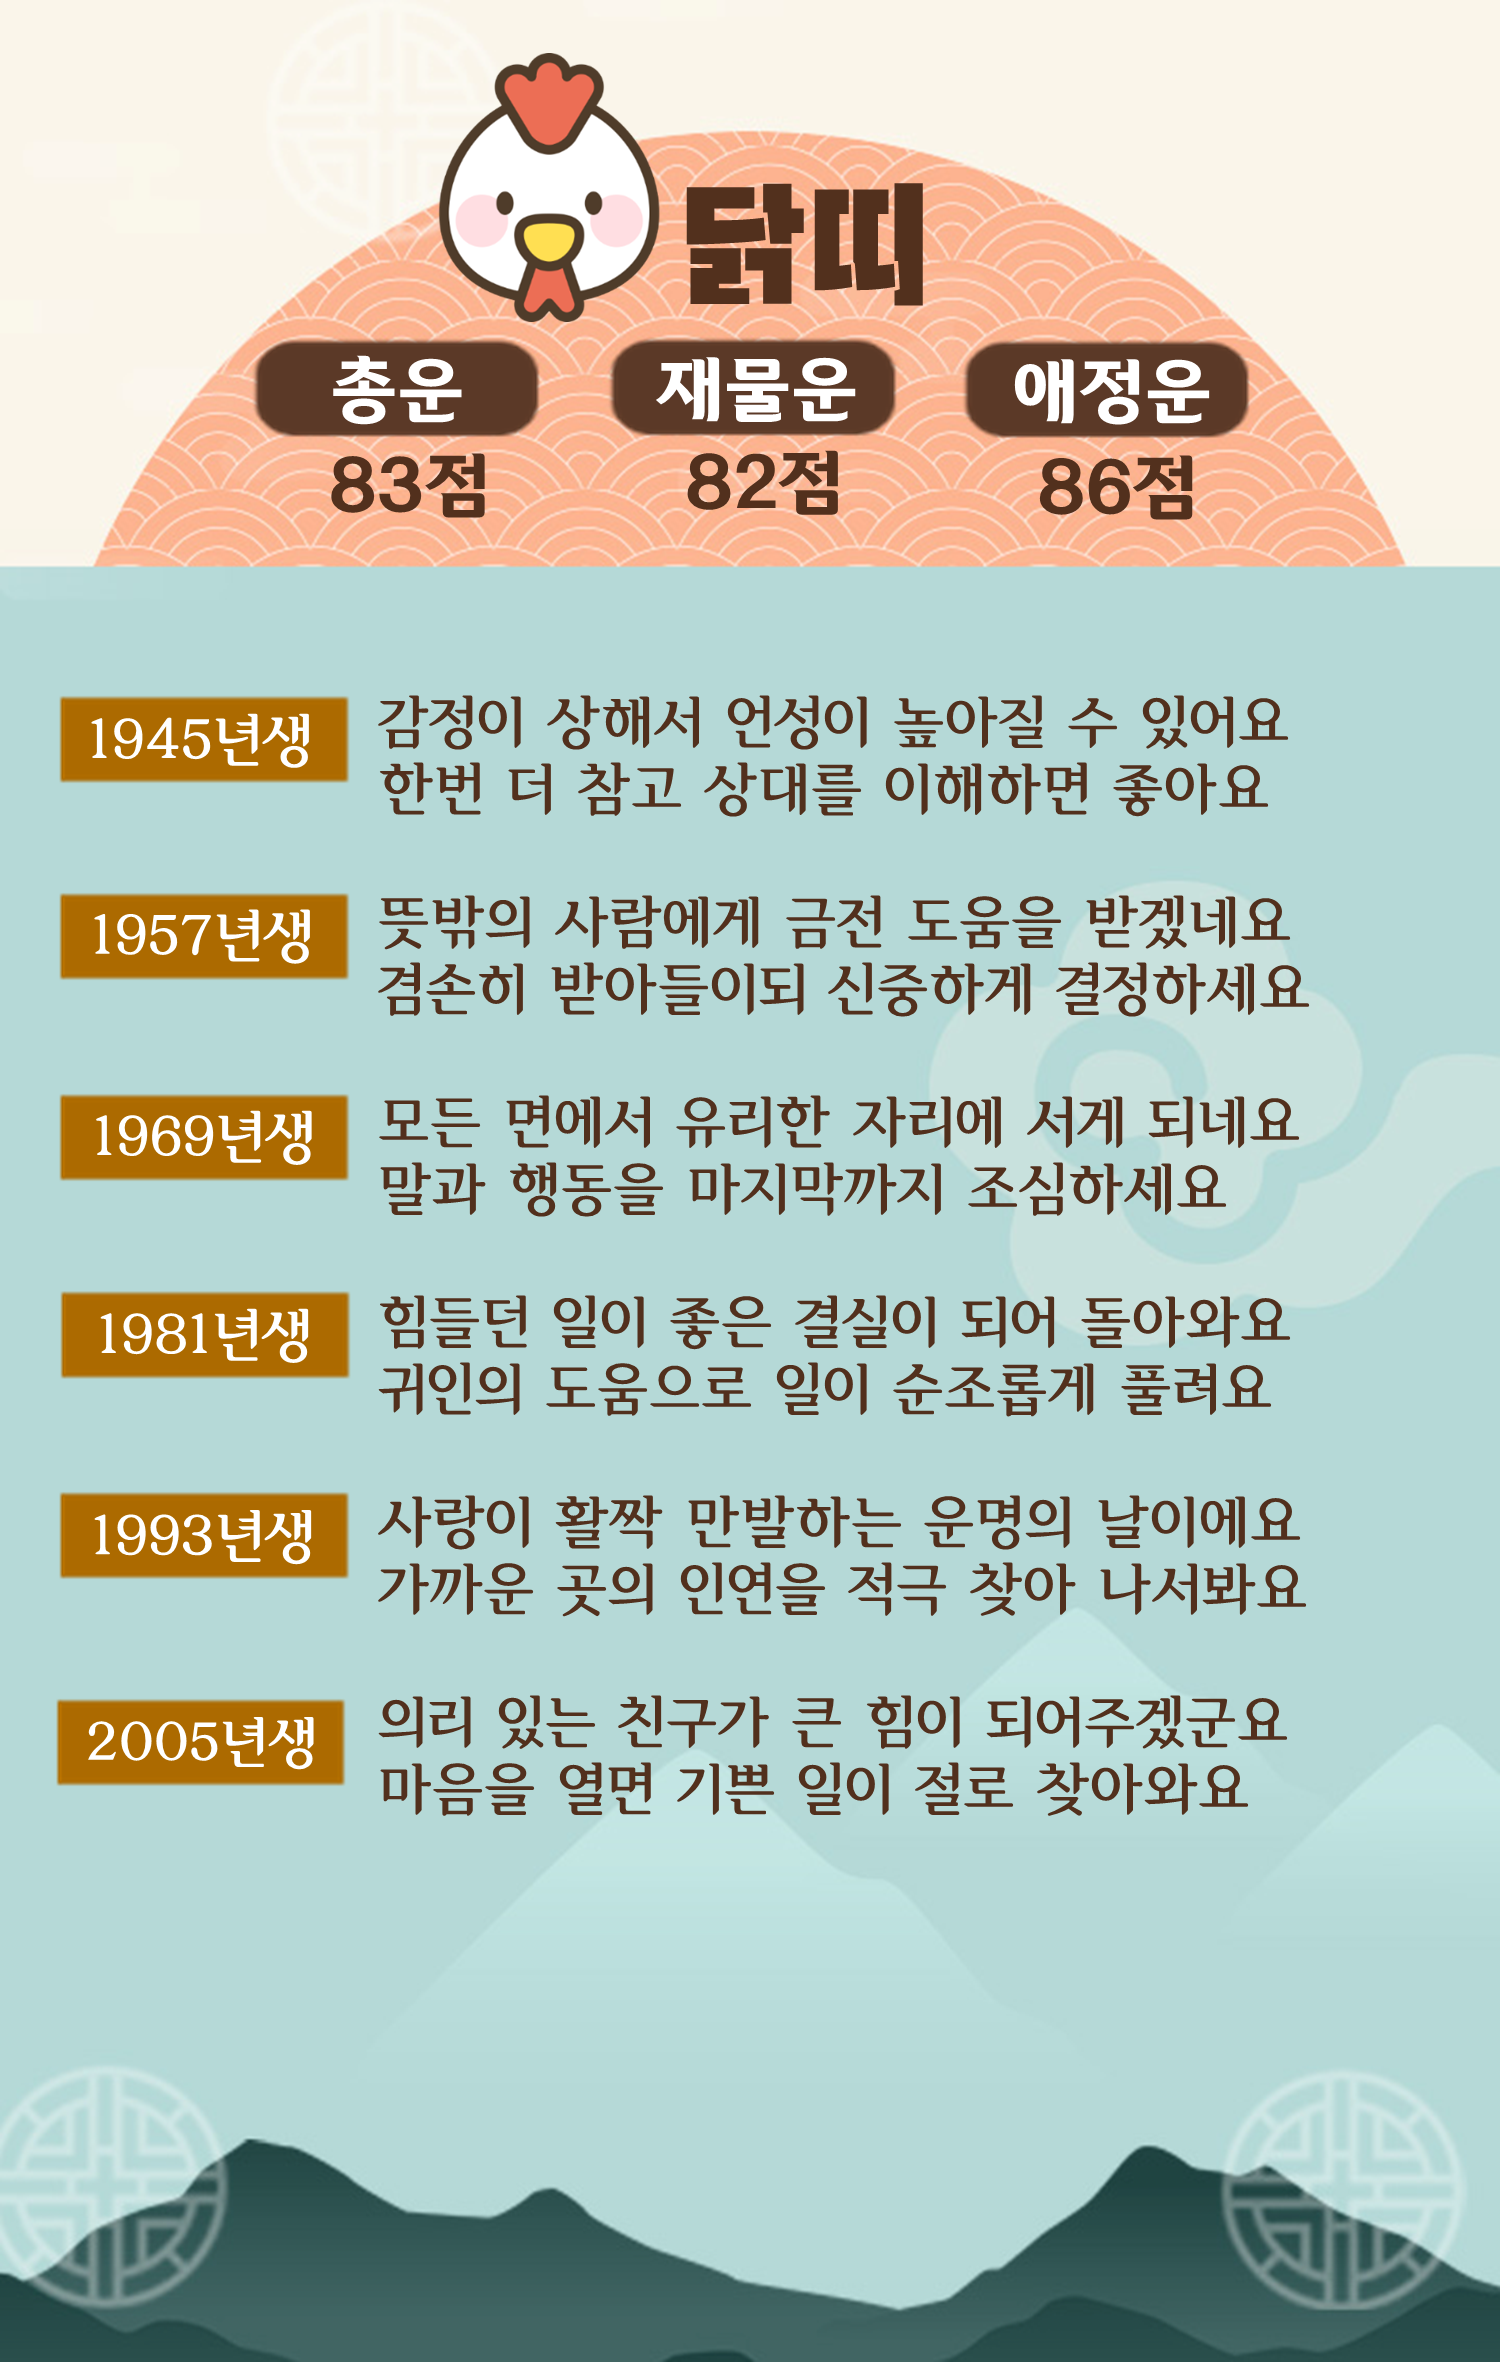 닭띠
총운 재물운 애정운
83점 82점 86점
1945년생
감정이 상해서 언성이 높아질 수 있어요
한번 더 참고 상대를 이해하면 좋아요
1957년생
뜻밖의 사람에게 금전 도움을 받겠네요
겸손히 받아들이되 신중하게 결정하세요
1969년생
모든 면에서 유리한 자리에 서게 되네요
말과 행동을 마지막까지 조심하세요
1981년생
힘들던 일이 좋은 결실이 되어 돌아와요
귀인의 도움으로 일이 순조롭게 풀려요
1993년생
사랑이 활짝 만발하는 운명의 날이에요
가까운 곳의 인연을 적극 찾아 나서봐요
2005년생
의리 있는 친구가 큰 힘이 되어주겠군요
마음을 열면 기쁜 일이 절로 찾아와요